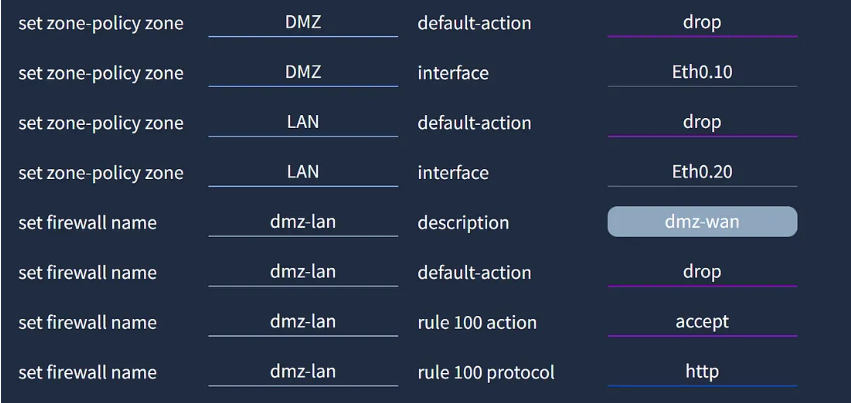 set zone-policy zone DMZ default-action drop
set zone-policy zone DMZ interface Eth0.10
set zone-policy zone LAN default-action drop
set zone-policy zone LAN interface Eth0.20
set firewall name dmz-lan description dmz-wan
set firewall name dmz-lan default-action drop
set firewall name dmz-lan rule 100 action accept
set firewall name dmz-lan rule 100 protocol http